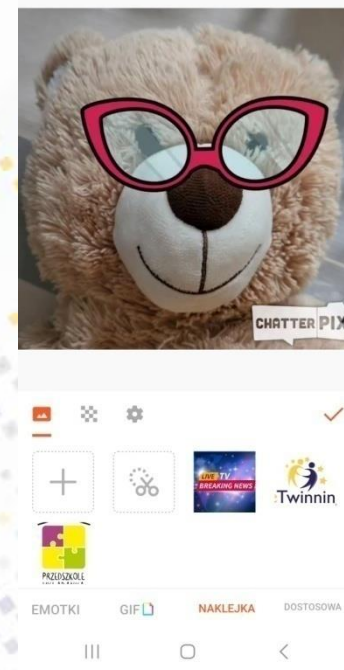 CHATTER PIX
LIVE TV
BREAKING NEWS
Twinnin
PRZEDSZKOLE
EMOTKI
GIF
NAKLEJKA
DOSTOSOWA